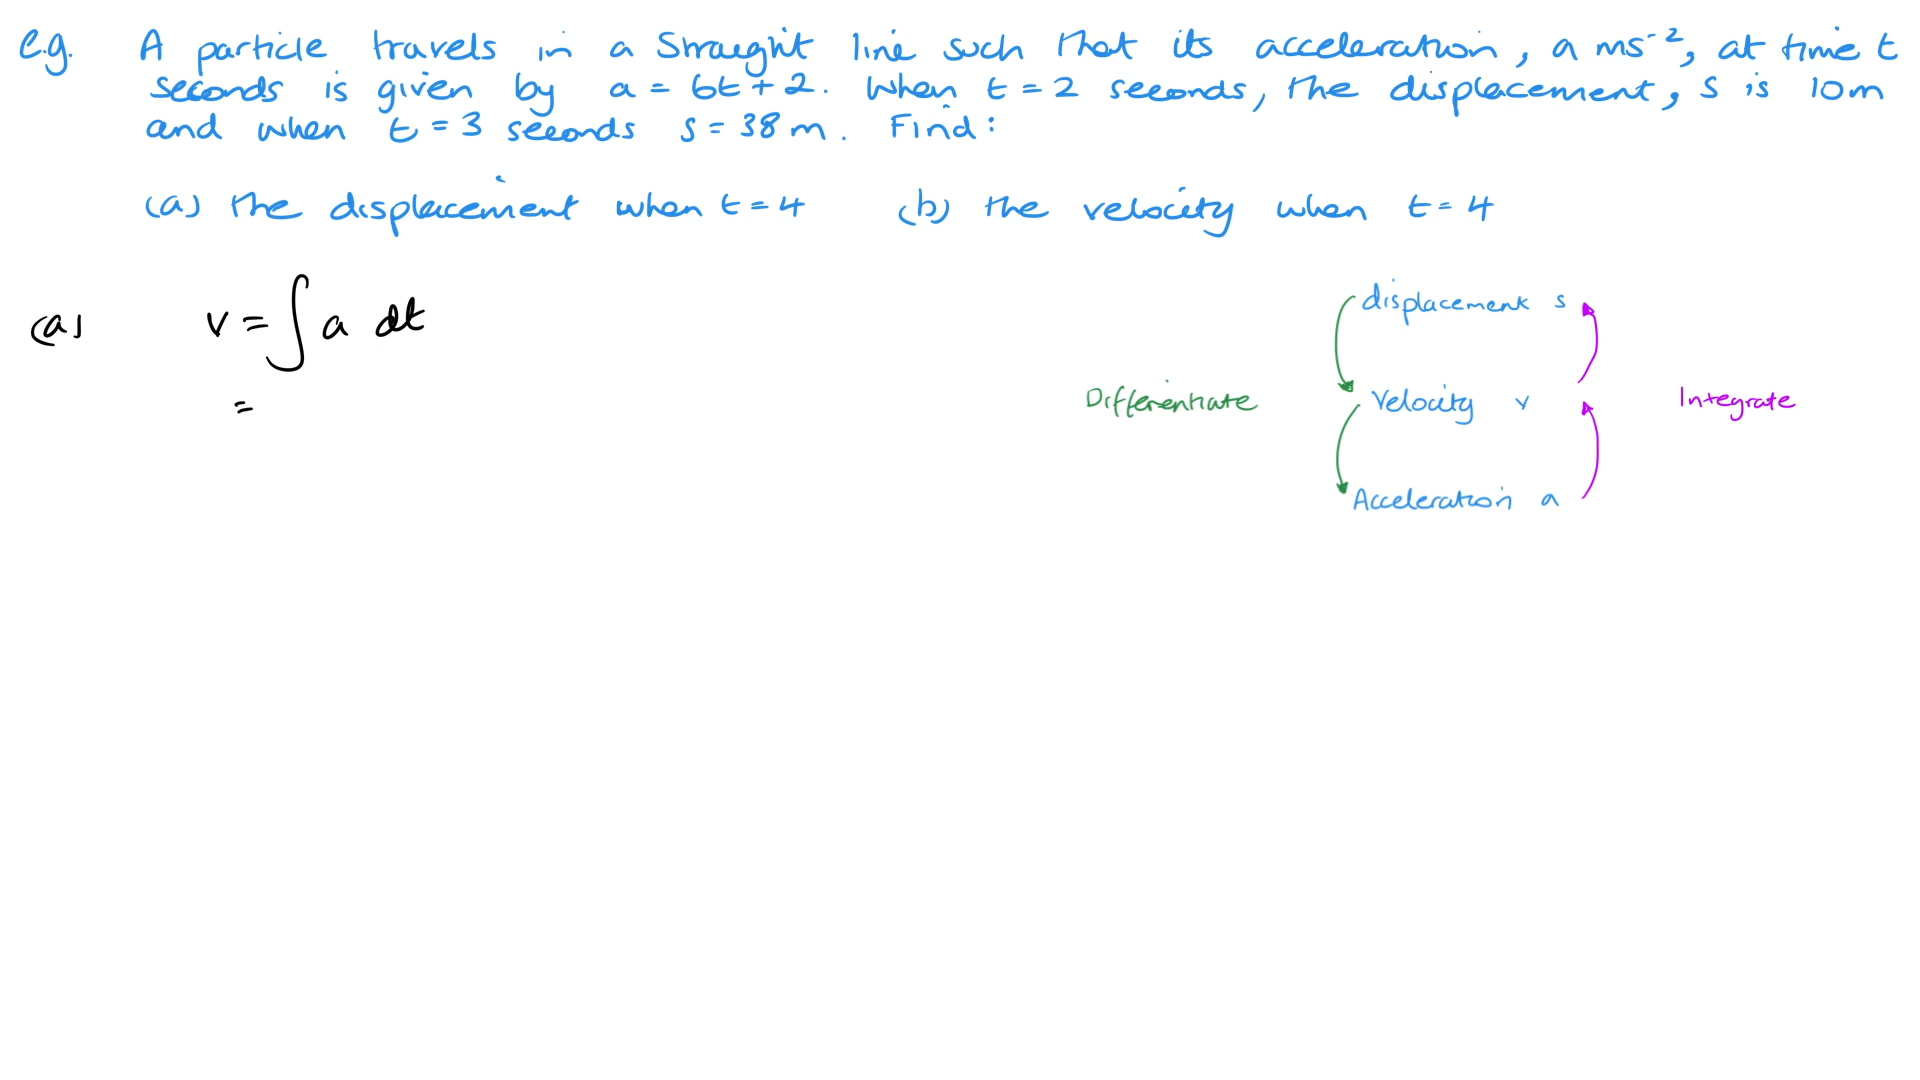 e.g. A particle travels in a straight line such that its acceleration, a ms⁻², at time t
seconds is given by a = 6t + 2. When t = 2 seconds, the displacement, s is 10m
and when t = 3 seconds s = 38 m. Find:
(a) the displacement when t = 4 (b) the velocity when t = 4
(a) v = ∫ a dt
=
displacement s
Differentiate Velocity v Integrate
Acceleration a